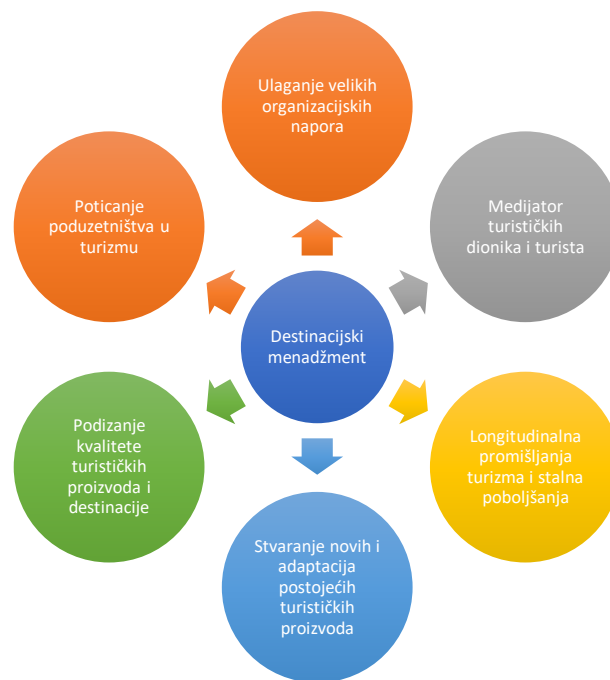 Ulaganje velikih
organizacijskih
napora
Poticanje
poduzetništva u
turizmu
Medijator
turističkih
dionika i turista
Destinacijski
menadžment
Podizanje
kvalitete
turističkih
proizvoda i
destinacije
Longitudinalna
promišljanja
turizma i stalna
poboljšanja
Stvaranje novih i
adaptacija
postojećih
turističkih
proizvoda